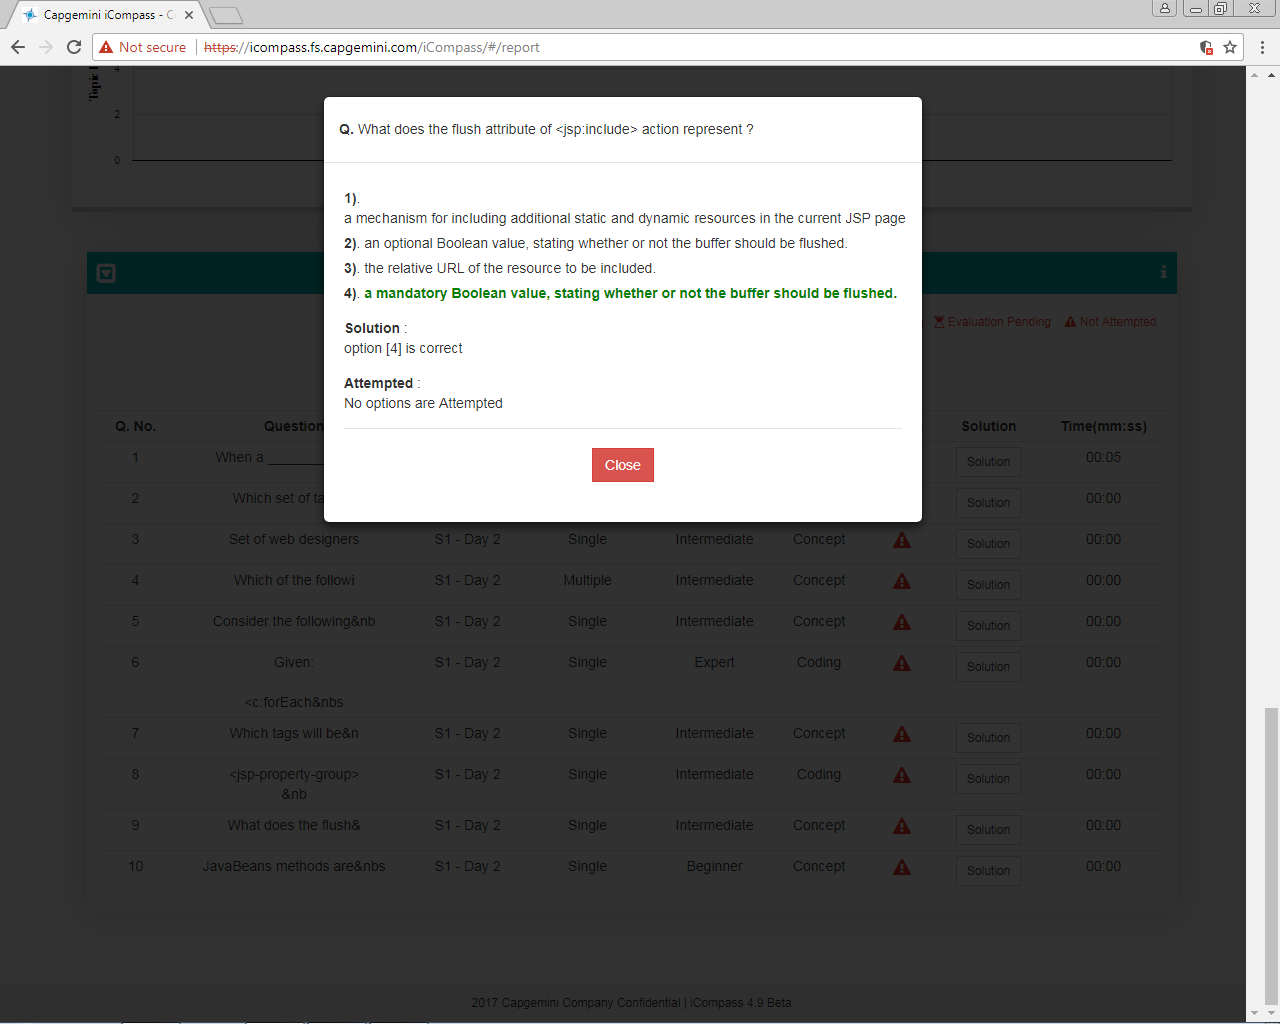 Capgemini iCompass - C
Not secure
https://icompass.fs.capgemini.com/iCompass/#/report
4
2
0
Q. What does the flush attribute of <jsp:include> action represent ?
1).
a mechanism for including additional static and dynamic resources in the current JSP page
2). an optional Boolean value, stating whether or not the buffer should be flushed.
3). the relative URL of the resource to be included.
4). a mandatory Boolean value, stating whether or not the buffer should be flushed.
Solution :
option [4] is correct
Attempted :
No options are Attempted
Close
Evaluation Pending Not Attempted
Q. No. Question Solution Time(mm:ss)
1 When a ________ Solution 00:05
2 Which set of ta Solution 00:00
3 Set of web designers S1 - Day 2 Single Intermediate Concept Solution 00:00
4 Which of the followi S1 - Day 2 Multiple Intermediate Concept Solution 00:00
5 Consider the following&nb S1 - Day 2 Single Intermediate Concept Solution 00:00
6 Given: S1 - Day 2 Single Expert Coding Solution 00:00
<c:forEach&nbs
7 Which tags will be&n S1 - Day 2 Single Intermediate Concept Solution 00:00
8 <jsp-property-group> S1 - Day 2 Single Intermediate Coding Solution 00:00
&nb
9 What does the flush& S1 - Day 2 Single Intermediate Concept Solution 00:00
10 JavaBeans methods are&nbs S1 - Day 2 Single Beginner Concept Solution 00:00
2017 Capgemini Company Confidential | iCompass 4.9 Beta